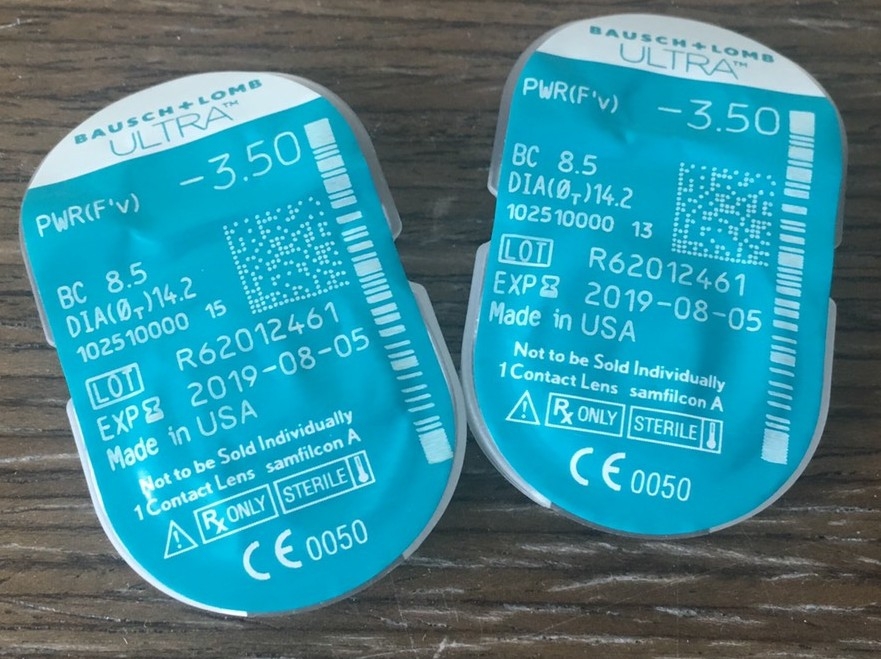 BAUSCH+LOMB
ULTRA™
PWR(F'v) -3.50
BC 8.5
DIA(Ø_T)14.2
102510000 15
LOT R62012461
EXP 2019-08-05
Made in USA
Not to be Sold Individually
1 Contact Lens samfilcon A
Rx ONLY STERILE
CE 0050
BAUSCH+LOMB
ULTRA™
PWR(F'v) -3.50
BC 8.5
DIA(Ø_T)14.2
102510000 13
LOT R62012461
EXP 2019-08-05
Made in USA
Not to be Sold Individually
1 Contact Lens samfilcon A
Rx ONLY STERILE
CE 0050